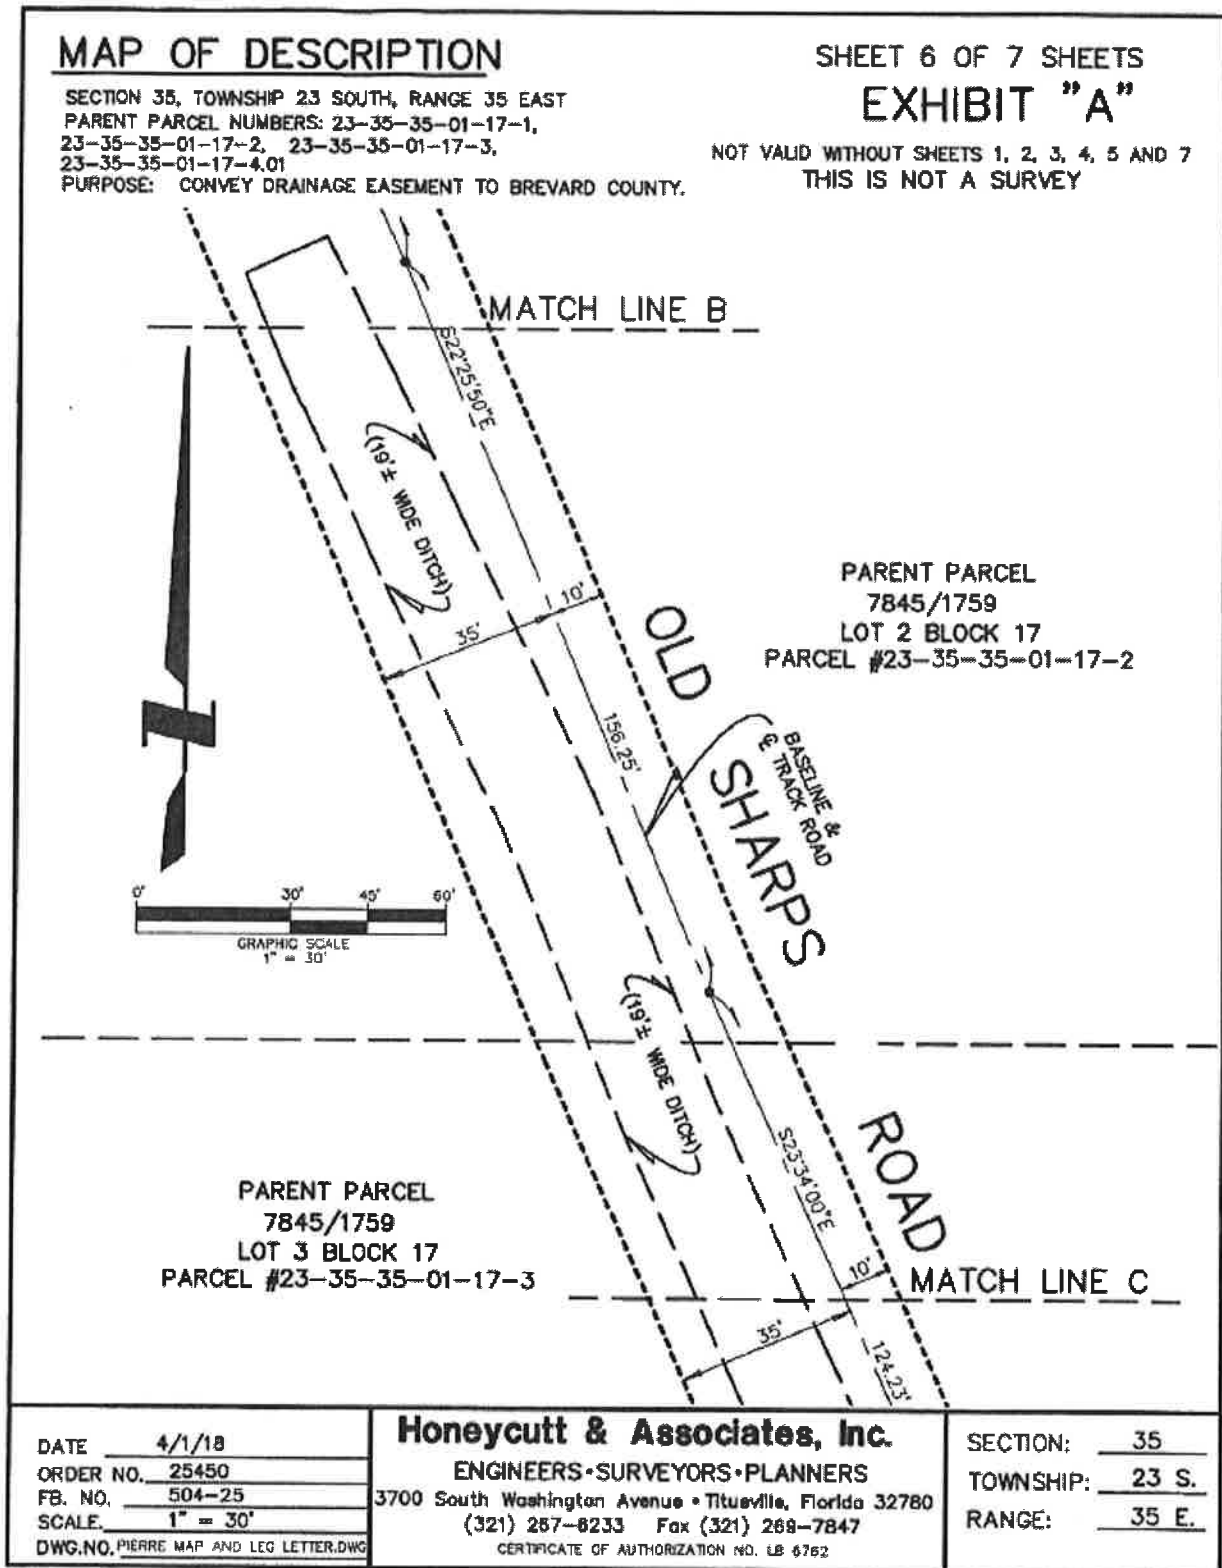 MAP OF DESCRIPTION
SECTION 35, TOWNSHIP 23 SOUTH, RANGE 35 EAST
PARENT PARCEL NUMBERS: 23-35-35-01-17-1,
23-35-35-01-17-2, 23-35-35-01-17-3,
23-35-35-01-17-4.01
PURPOSE: CONVEY DRAINAGE EASEMENT TO BREVARD COUNTY.
SHEET 6 OF 7 SHEETS
EXHIBIT "A"
NOT VALID WITHOUT SHEETS 1, 2, 3, 4, 5 AND 7
THIS IS NOT A SURVEY
MATCH LINE B
S22°25'50"E
(19'± WIDE DITCH)
10'
35'
PARENT PARCEL
7845/1759
LOT 2 BLOCK 17
PARCEL #23-35-35-01-17-2
OLD SHARPS ROAD
156.25'
BASELINE &
℄ TRACK ROAD
0' 30' 45' 60'
GRAPHIC SCALE
1" = 30'
(19'± WIDE DITCH)
S23°34'00"E
PARENT PARCEL
7845/1759
LOT 3 BLOCK 17
PARCEL #23-35-35-01-17-3
10'
MATCH LINE C
35'
124.23'
DATE 4/1/18
ORDER NO. 25450
FB. NO. 504-25
SCALE. 1" = 30'
DWG.NO. PIERRE MAP AND LEG LETTER.DWG
Honeycutt & Associates, Inc.
ENGINEERS•SURVEYORS•PLANNERS
3700 South Washington Avenue • Titusville, Florida 32780
(321) 267-8233 Fax (321) 269-7847
CERTIFICATE OF AUTHORIZATION NO. LB 6762
SECTION: 35
TOWNSHIP: 23 S.
RANGE: 35 E.